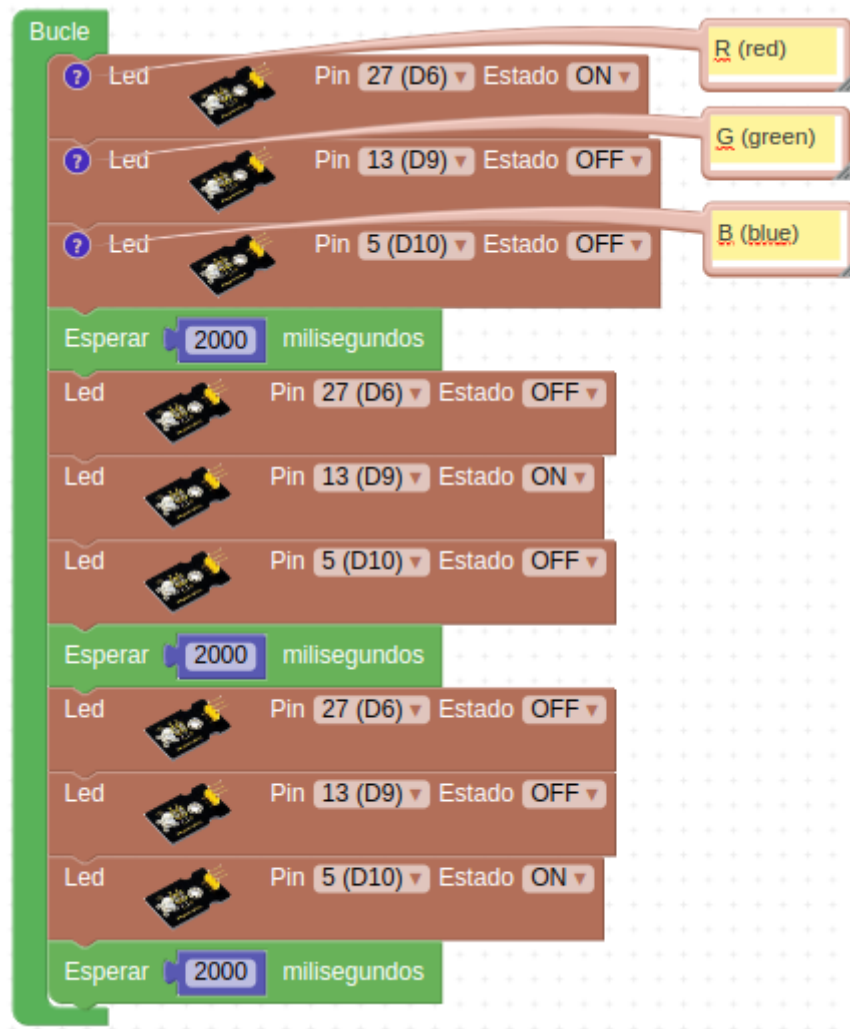 Bucle
R (red)
Led Pin 27 (D6) Estado ON
G (green)
? Led Pin 13 (D9) Estado OFF
B (blue)
? Led Pin 5 (D10) Estado OFF
Esperar 2000 milisegundos
Led Pin 27 (D6) Estado OFF
Led Pin 13 (D9) Estado ON
Led Pin 5 (D10) Estado OFF
Esperar 2000 milisegundos
Led Pin 27 (D6) Estado OFF
Led Pin 13 (D9) Estado OFF
Led Pin 5 (D10) Estado ON
Esperar 2000 milisegundos